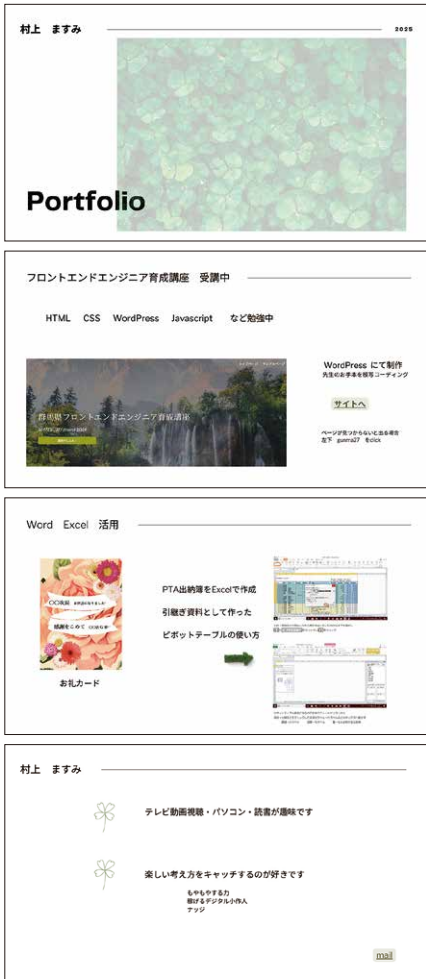 村上　ますみ
2025
Portfolio
フロントエンドエンジニア育成講座　受講中
HTML　CSS　WordPress　Javascript　など勉強中
群馬県フロントエンドエンジニア育成講座
WordPress にて制作
先生のお手本を模写コーディング
サイトへ
ページが見つからないと出る場合
左下　gunma27　をclick
Word　Excel　活用
PTA出納簿をExcelで作成
引継ぎ資料として作った
ピボットテーブルの使い方
感謝をこめて
お礼カード
村上　ますみ
テレビ動画視聴・パソコン・読書が趣味です
楽しい考え方をキャッチするのが好きです
もやもやする力
稼げるデジタル小作人
ナッジ
mail